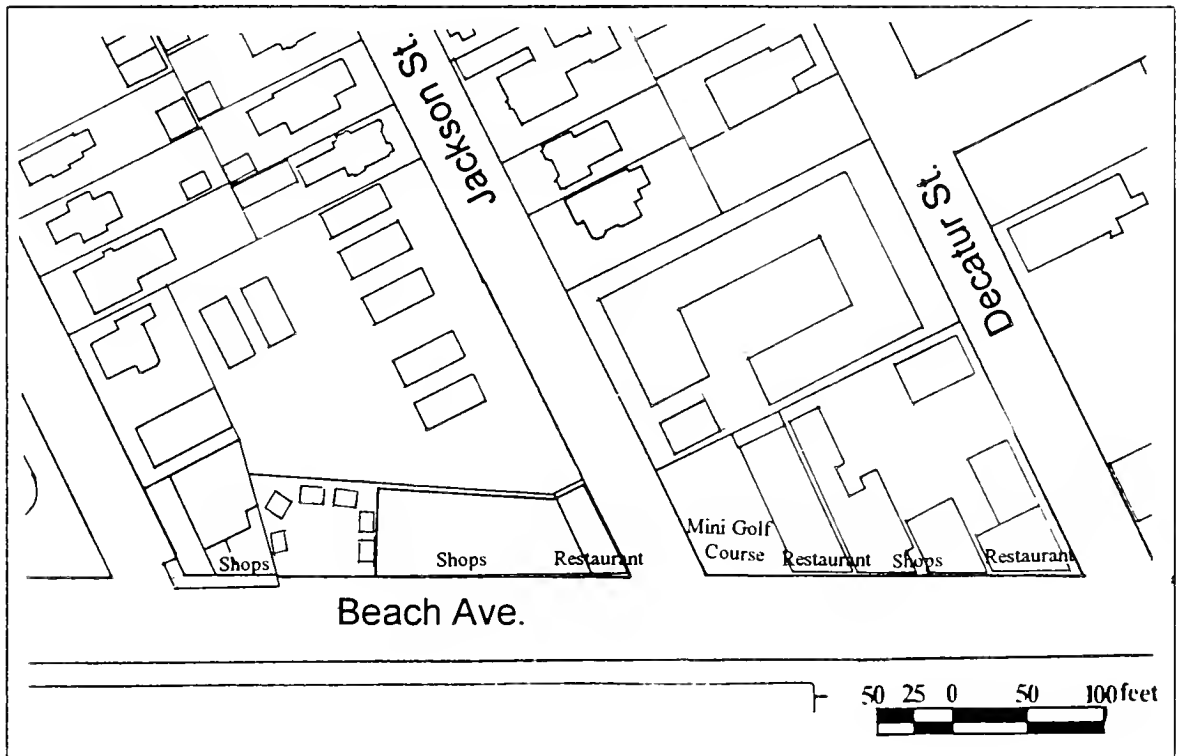 Jackson St.
Decatur St.
Mini Golf
Course
Shops
Shops
Restaurant
Restaurant
Shops
Restaurant
Beach Ave.
50 25 0 50 100 feet